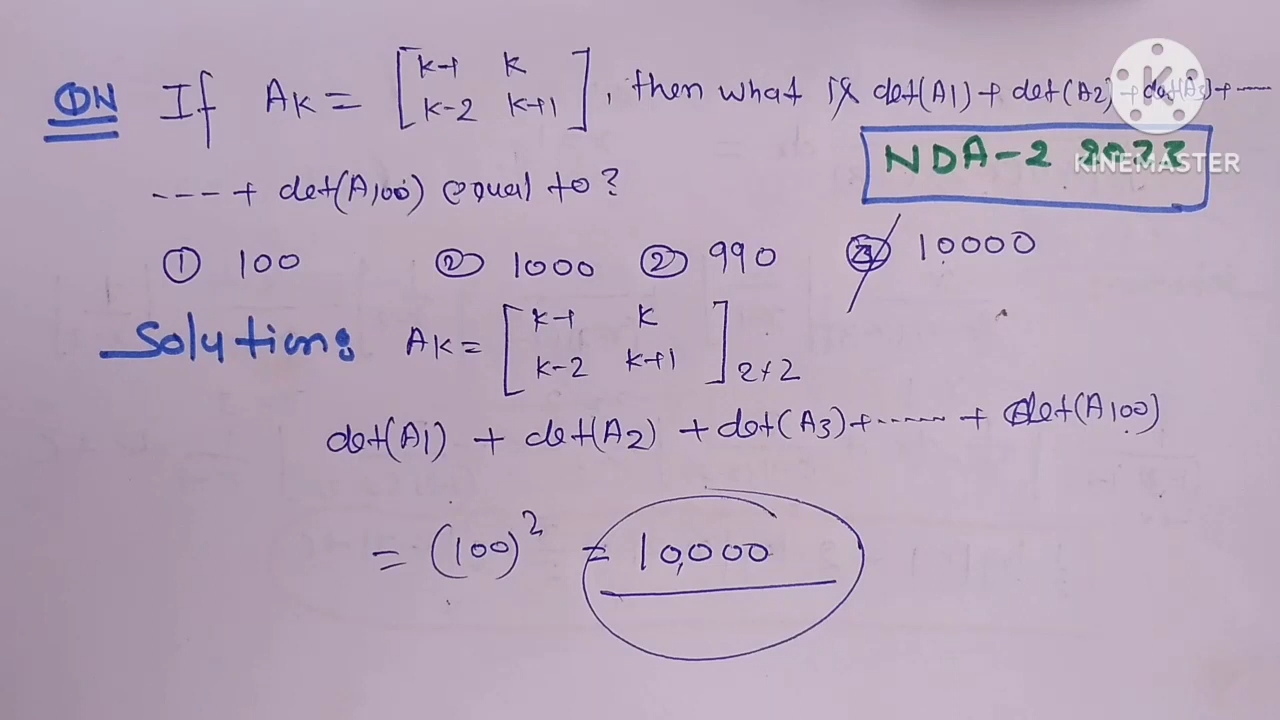 QN If AK = [k-1 k
k-2 k+1], then what is det(A1) + det(A2) + det(A3) + ------
NDA-2 2023
KINEMASTER
---- + det(A100) equal to?
① 100 ② 1000 ② 990 10000
Solution: AK = [k-1 k
k-2 k+1]2×2
det(A1) + det(A2) + det(A3) + ------ + det(A100)
= (100)² = 10,000